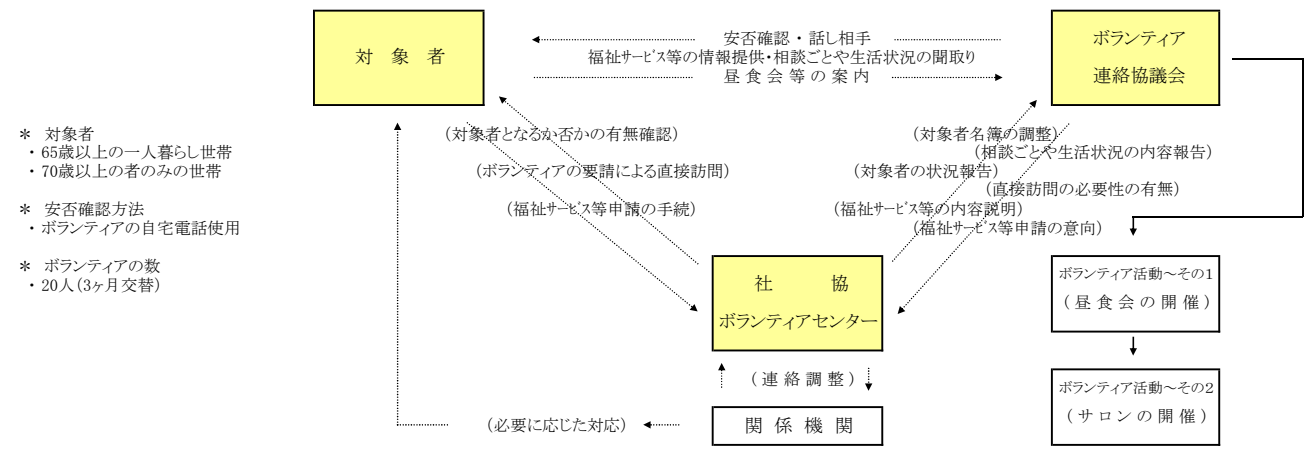 対 象 者
安否確認・話し相手
福祉サービス等の情報提供・相談ごとや生活状況の聞取り
昼食会等の案内
ボランティア
連絡協議会
＊ 対象者
・65歳以上の一人暮らし世帯
・70歳以上の者のみの世帯
＊ 安否確認方法
・ボランティアの自宅電話使用
＊ ボランティアの数
・20人(3ヶ月交替)
(対象者となるか否かの有無確認)
(ボランティアの要請による直接訪問)
(福祉サービス等申請の手続)
(対象者名簿の調整)
(相談ごとや生活状況の内容報告)
(対象者の状況報告)
(直接訪問の必要性の有無)
(福祉サービス等の内容説明)
(福祉サービス等申請の意向)
社 協
ボランティアセンター
ボランティア活動～その1
(昼食会の開催)
(連絡調整)
ボランティア活動～その2
(サロンの開催)
(必要に応じた対応)
関係機関